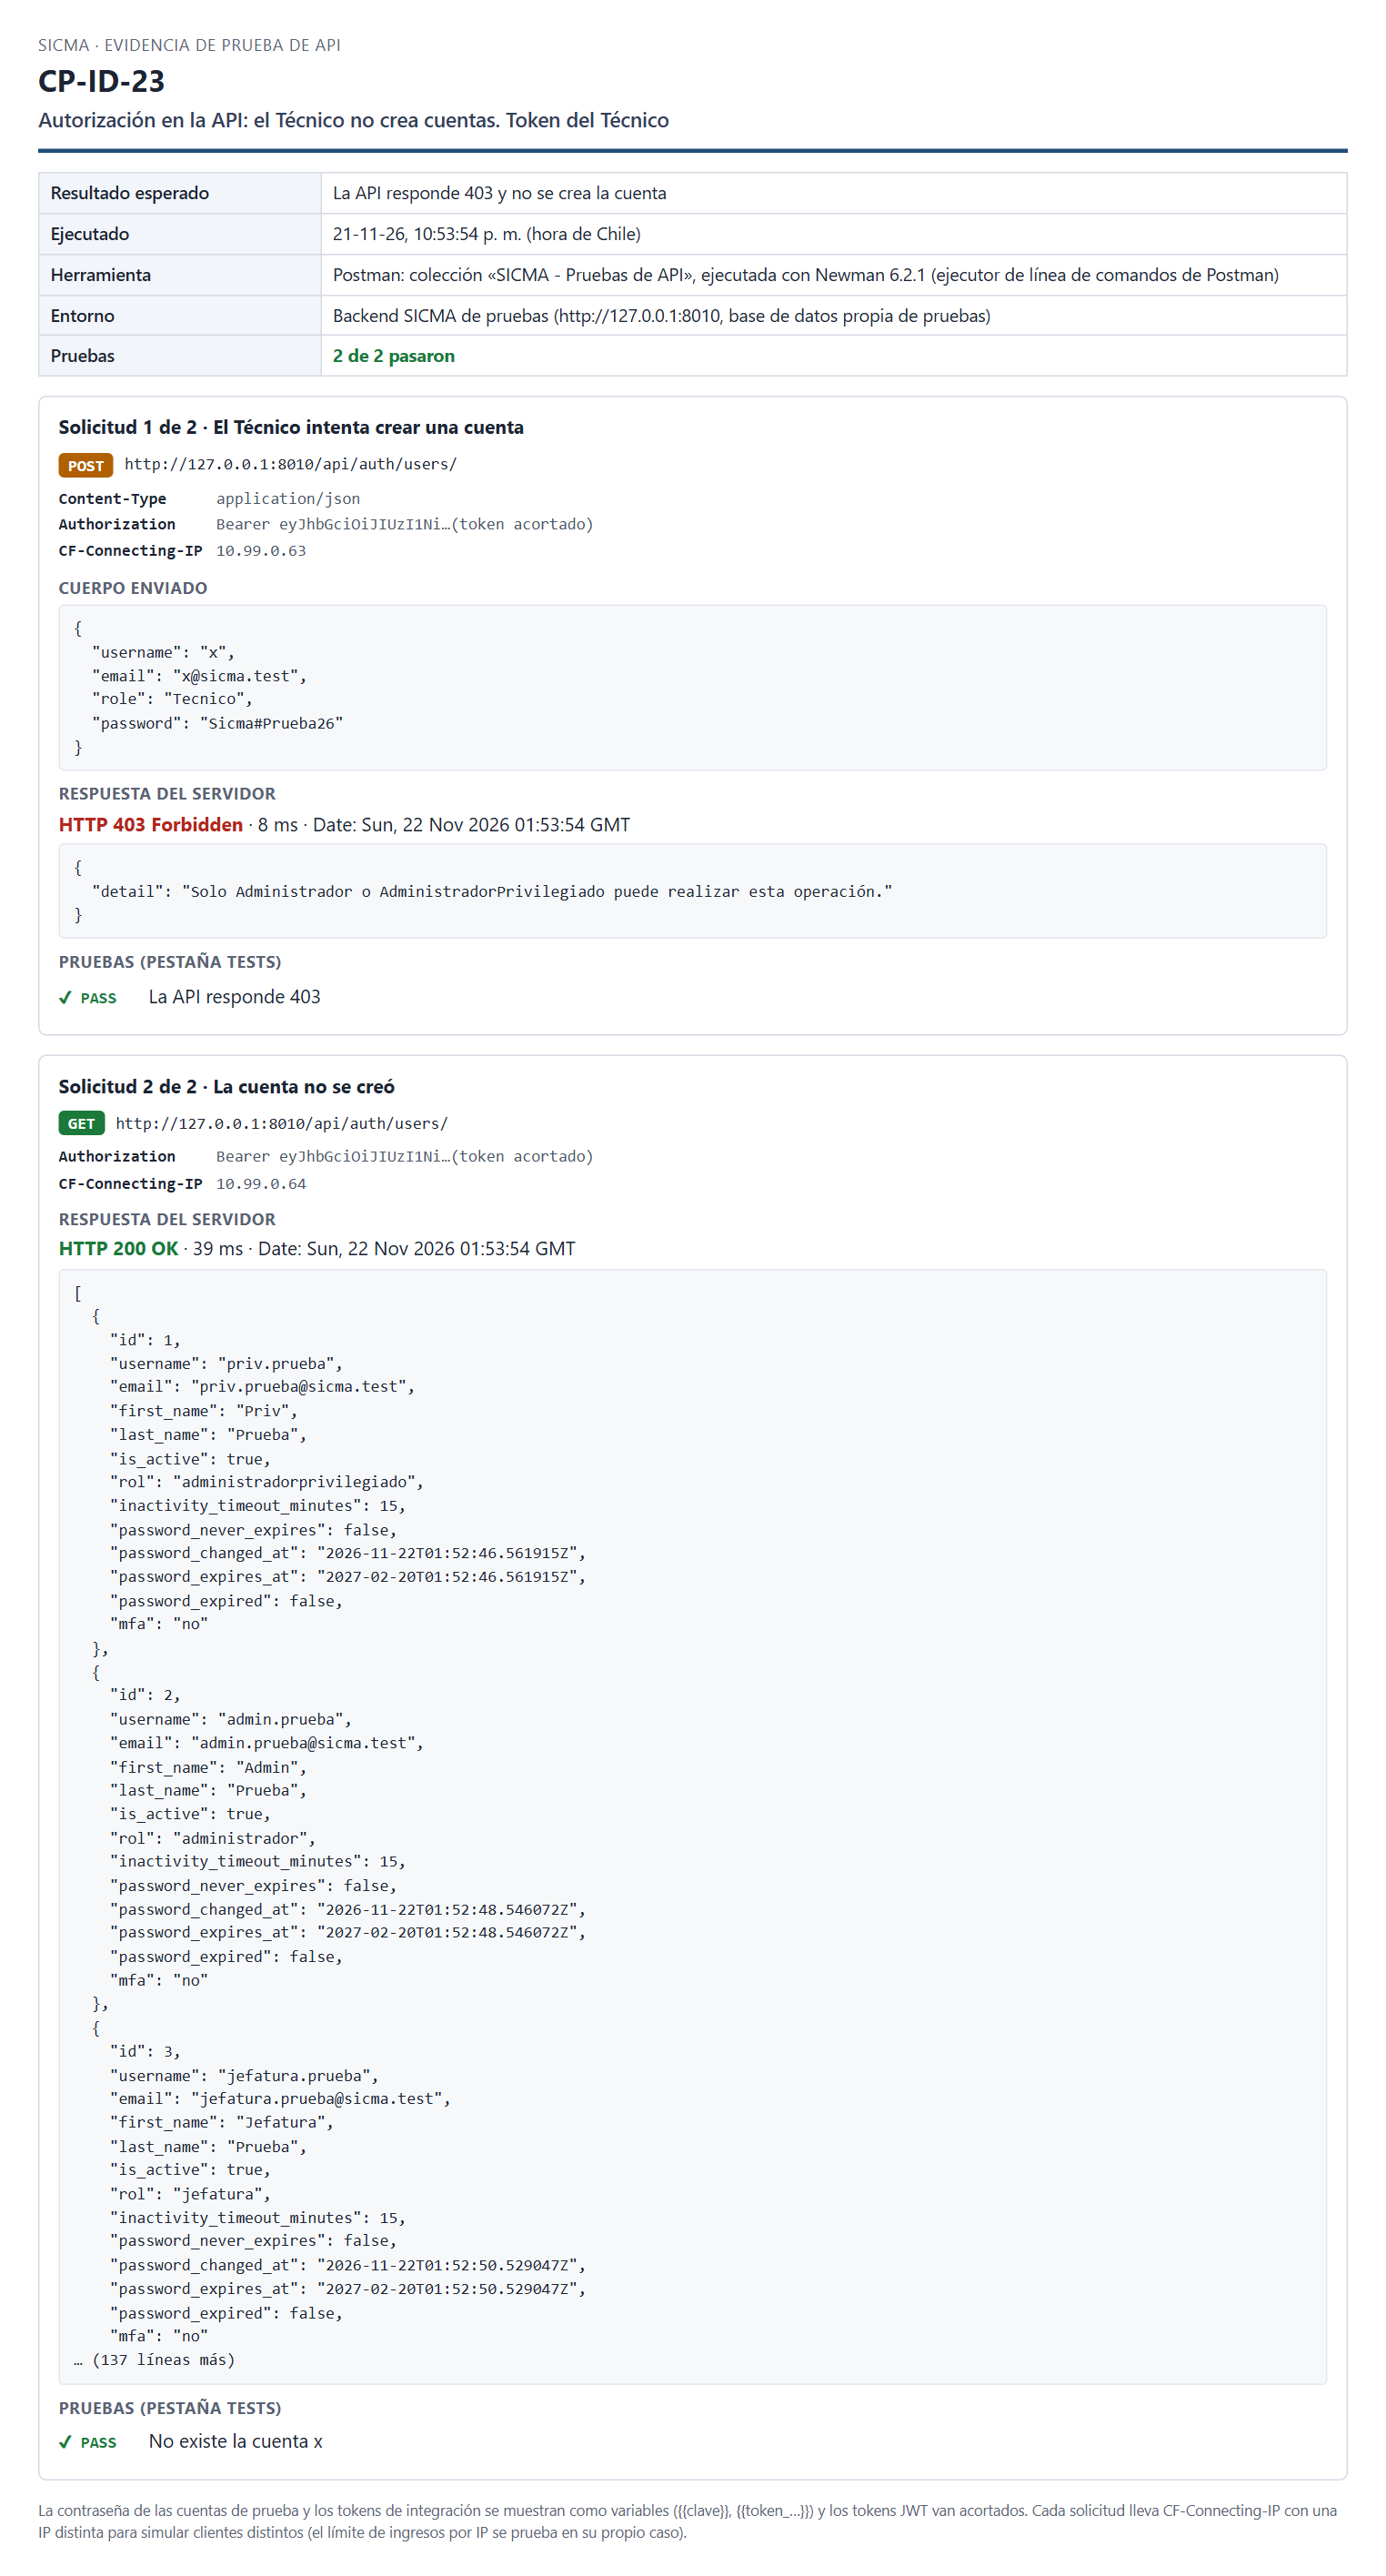 SICMA · EVIDENCIA DE PRUEBA DE API
CP-ID-23
Autorización en la API: el Técnico no crea cuentas. Token del Técnico
Resultado esperado La API responde 403 y no se crea la cuenta
Ejecutado 21-11-26, 10:53:54 p. m. (hora de Chile)
Herramienta Postman: colección «SICMA - Pruebas de API», ejecutada con Newman 6.2.1 (ejecutor de línea de comandos de Postman)
Entorno Backend SICMA de pruebas (http://127.0.0.1:8010, base de datos propia de pruebas)
Pruebas 2 de 2 pasaron
Solicitud 1 de 2 · El Técnico intenta crear una cuenta
POST http://127.0.0.1:8010/api/auth/users/
Content-Type application/json
Authorization Bearer eyJhbGciOiJIUzI1Ni…(token acortado)
CF-Connecting-IP 10.99.0.63
CUERPO ENVIADO
{
  "username": "x",
  "email": "x@sicma.test",
  "role": "Tecnico",
  "password": "Sicma#Prueba26"
}
RESPUESTA DEL SERVIDOR
HTTP 403 Forbidden · 8 ms · Date: Sun, 22 Nov 2026 01:53:54 GMT
{
  "detail": "Solo Administrador o AdministradorPrivilegiado puede realizar esta operación."
}
PRUEBAS (PESTAÑA TESTS)
✔ PASS La API responde 403
Solicitud 2 de 2 · La cuenta no se creó
GET http://127.0.0.1:8010/api/auth/users/
Authorization Bearer eyJhbGciOiJIUzI1Ni…(token acortado)
CF-Connecting-IP 10.99.0.64
RESPUESTA DEL SERVIDOR
HTTP 200 OK · 39 ms · Date: Sun, 22 Nov 2026 01:53:54 GMT
[
  {
    "id": 1,
    "username": "priv.prueba",
    "email": "priv.prueba@sicma.test",
    "first_name": "Priv",
    "last_name": "Prueba",
    "is_active": true,
    "rol": "administradorprivilegiado",
    "inactivity_timeout_minutes": 15,
    "password_never_expires": false,
    "password_changed_at": "2026-11-22T01:52:46.561915Z",
    "password_expires_at": "2027-02-20T01:52:46.561915Z",
    "password_expired": false,
    "mfa": "no"
  },
  {
    "id": 2,
    "username": "admin.prueba",
    "email": "admin.prueba@sicma.test",
    "first_name": "Admin",
    "last_name": "Prueba",
    "is_active": true,
    "rol": "administrador",
    "inactivity_timeout_minutes": 15,
    "password_never_expires": false,
    "password_changed_at": "2026-11-22T01:52:48.546072Z",
    "password_expires_at": "2027-02-20T01:52:48.546072Z",
    "password_expired": false,
    "mfa": "no"
  },
  {
    "id": 3,
    "username": "jefatura.prueba",
    "email": "jefatura.prueba@sicma.test",
    "first_name": "Jefatura",
    "last_name": "Prueba",
    "is_active": true,
    "rol": "jefatura",
    "inactivity_timeout_minutes": 15,
    "password_never_expires": false,
    "password_changed_at": "2026-11-22T01:52:50.529047Z",
    "password_expires_at": "2027-02-20T01:52:50.529047Z",
    "password_expired": false,
    "mfa": "no"
… (137 líneas más)
PRUEBAS (PESTAÑA TESTS)
✔ PASS No existe la cuenta x
La contraseña de las cuentas de prueba y los tokens de integración se muestran como variables ({{clave}}, {{token_...}}) y los tokens JWT van acortados. Cada solicitud lleva CF-Connecting-IP con una
IP distinta para simular clientes distintos (el límite de ingresos por IP se prueba en su propio caso).